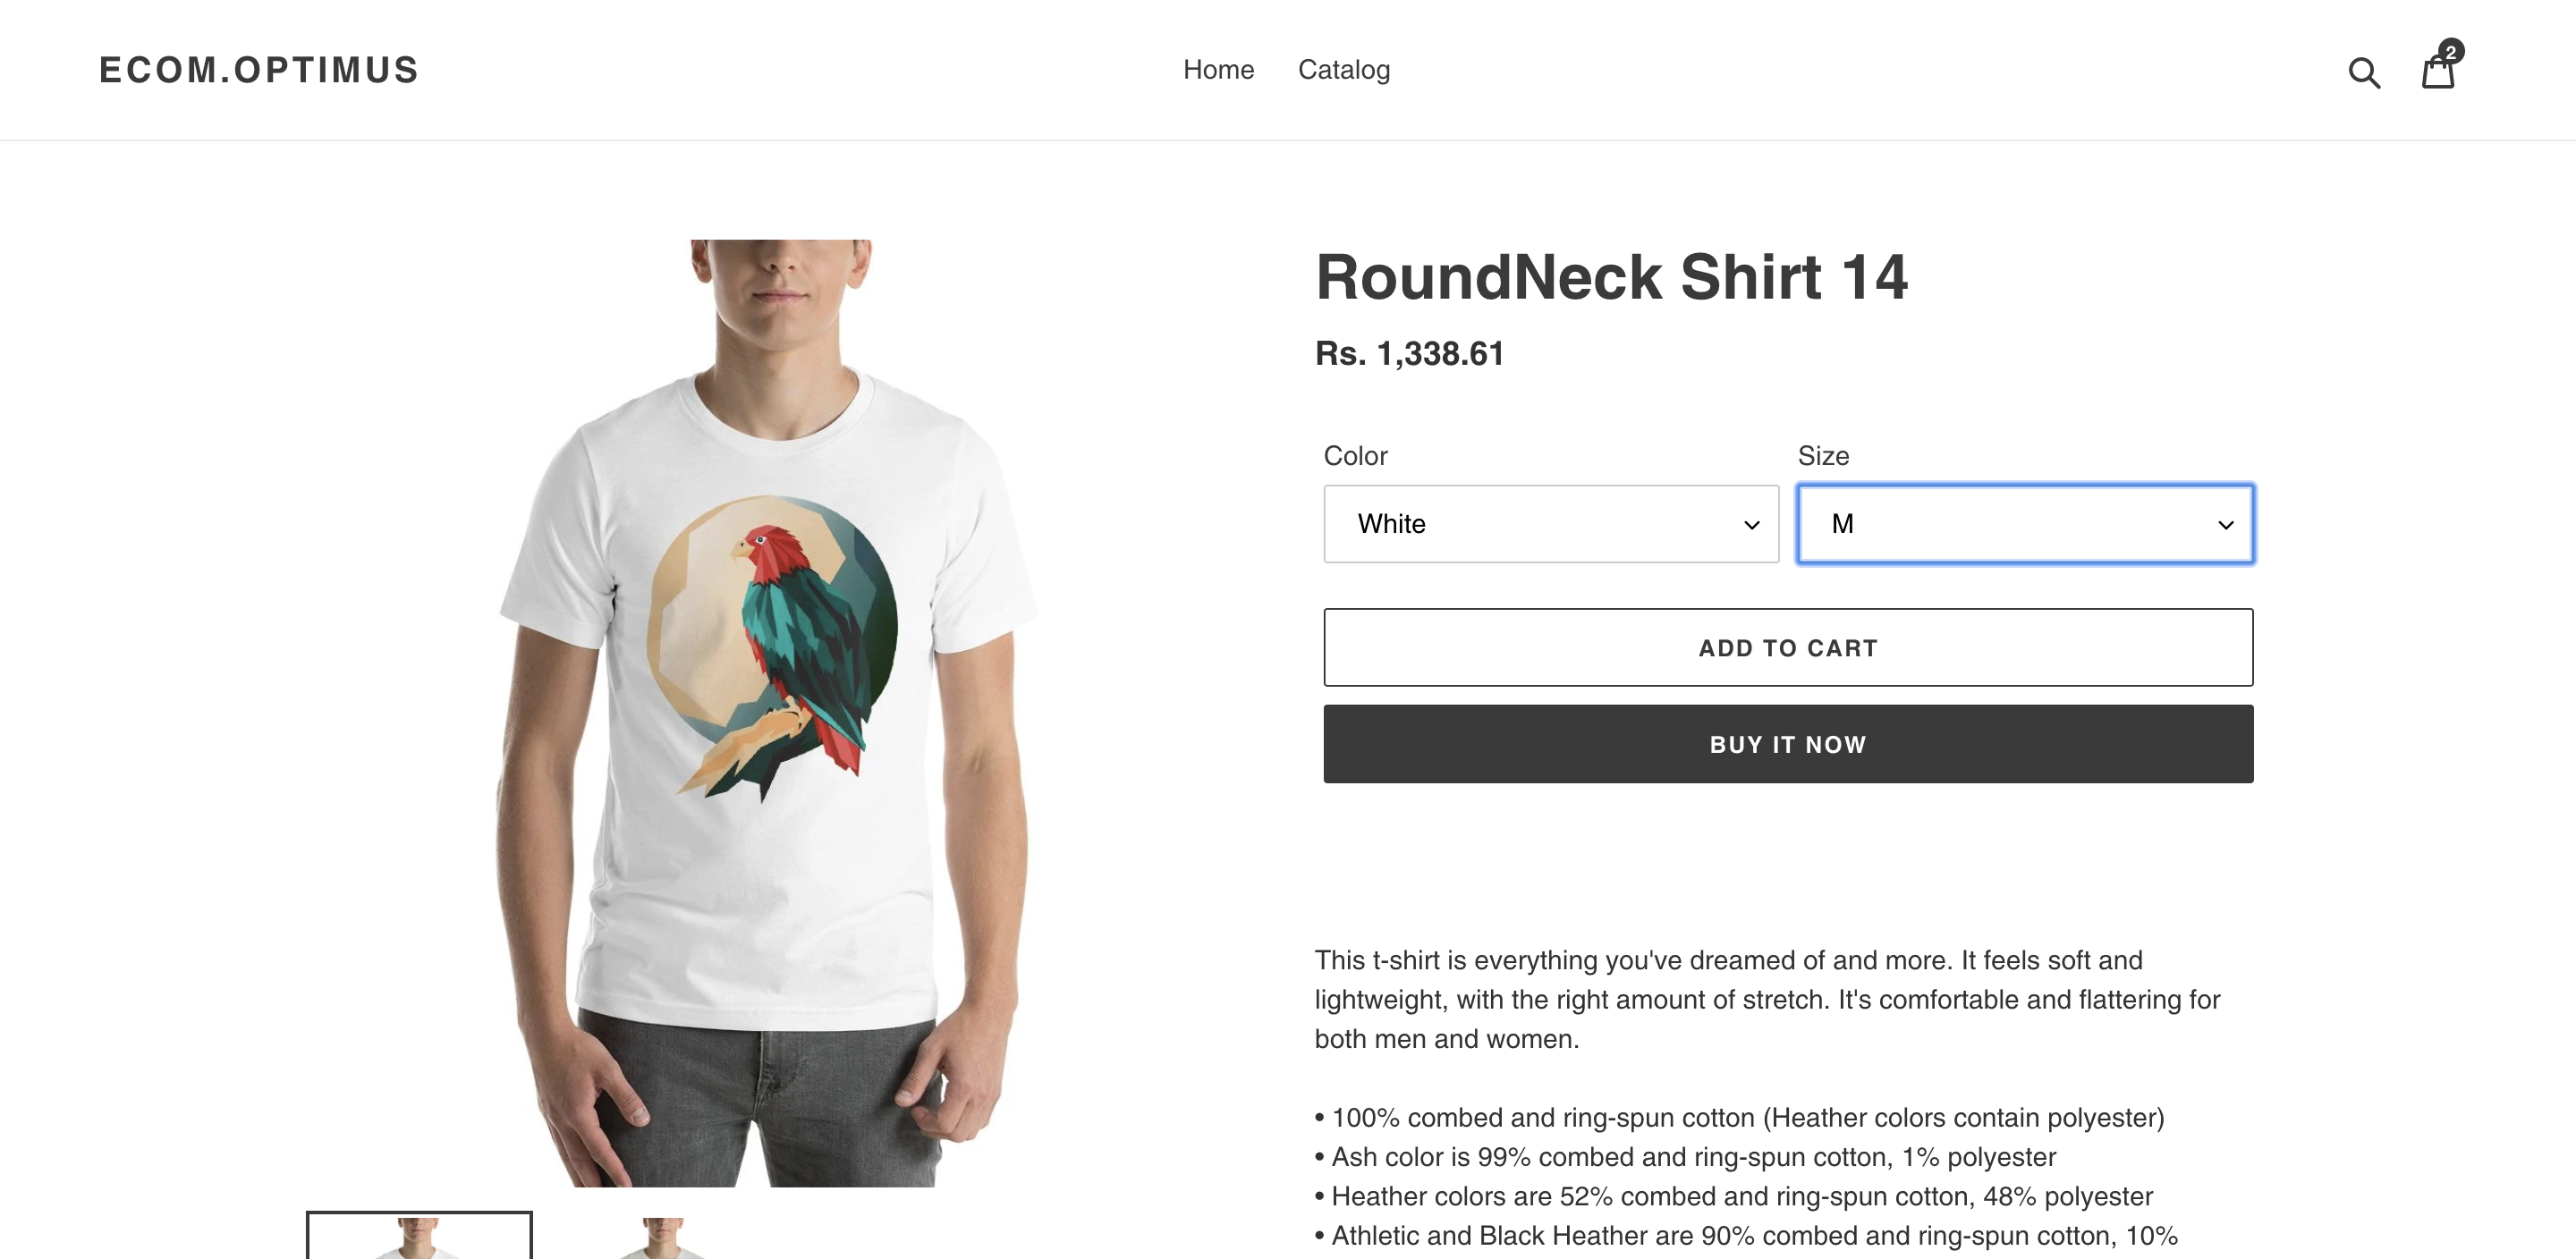 ECOM.OPTIMUS
Home
Catalog
2
RoundNeck Shirt 14
Rs. 1,338.61
Color
Size
White
M
ADD TO CART
BUY IT NOW
This t-shirt is everything you've dreamed of and more. It feels soft and
lightweight, with the right amount of stretch. It's comfortable and flattering for
both men and women.
• 100% combed and ring-spun cotton (Heather colors contain polyester)
• Ash color is 99% combed and ring-spun cotton, 1% polyester
• Heather colors are 52% combed and ring-spun cotton, 48% polyester
• Athletic and Black Heather are 90% combed and ring-spun cotton, 10%